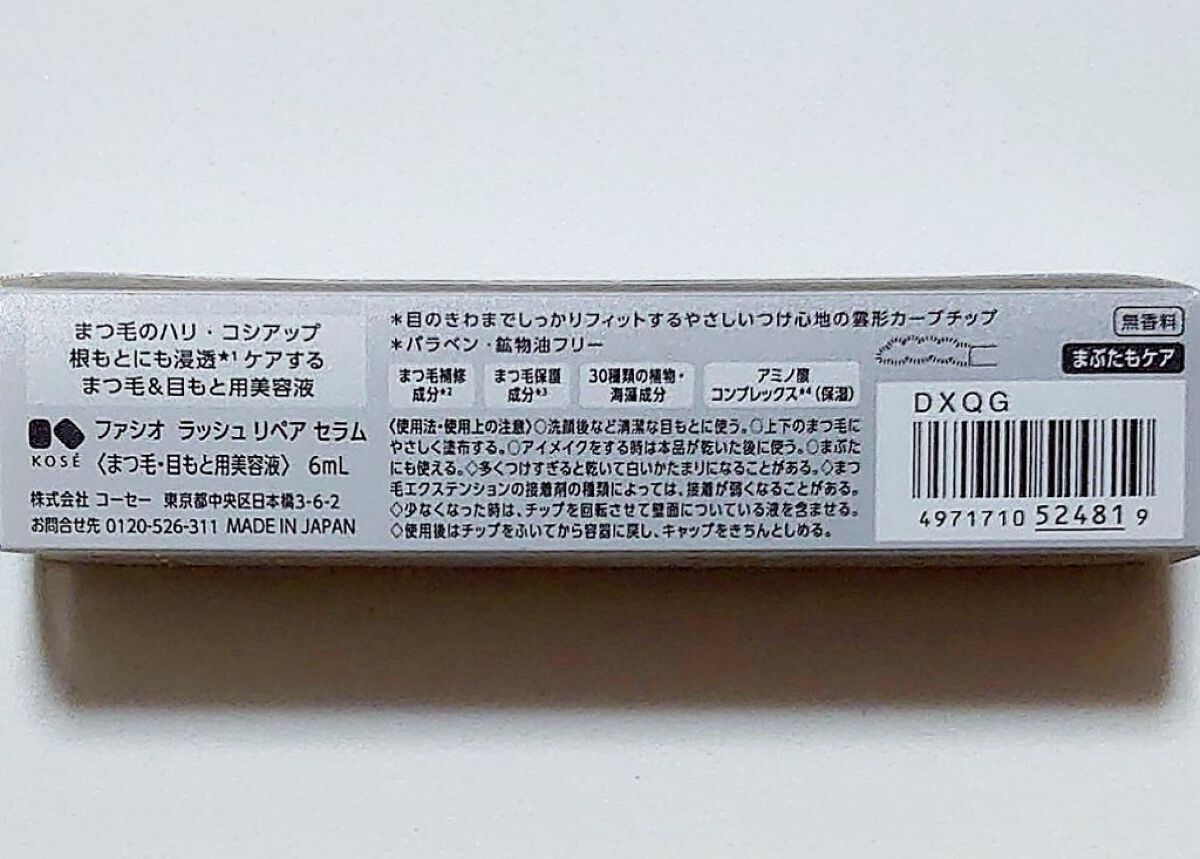 まつ毛のハリ・コシアップ
根もとにも浸透*1ケアする
まつ毛&目もと用美容液
KOSÉ
ファシオ ラッシュ リペア セラム
〈まつ毛・目もと用美容液〉 6mL
株式会社 コーセー 東京都中央区日本橋3-6-2
お問合せ先 0120-526-311 MADE IN JAPAN
*目のきわまでしっかりフィットするやさしいつけ心地の雲形カーブチップ
*パラベン・鉱物油フリー
まつ毛補修
成分*2
まつ毛保護
成分*3
30種類の植物・
海藻成分
アミノ酸
コンプレックス*4(保湿)
〈使用法・使用上の注意〉○洗顔後など清潔な目もとに使う。○上下のまつ毛に
やさしく塗布する。○アイメイクをする時は本品が乾いた後に使う。○まぶた
にも使える。◇多くつけすぎると乾いて白いかたまりになることがある。◇まつ
毛エクステンションの接着剤の種類によっては、接着が弱くなることがある。
◇少なくなった時は、チップを回転させて壁面についている液を含ませる。
◇使用後はチップをふいてから容器に戻し、キャップをきちんとしめる。
無香料
まぶたもケア
DXQG
4971710 524819